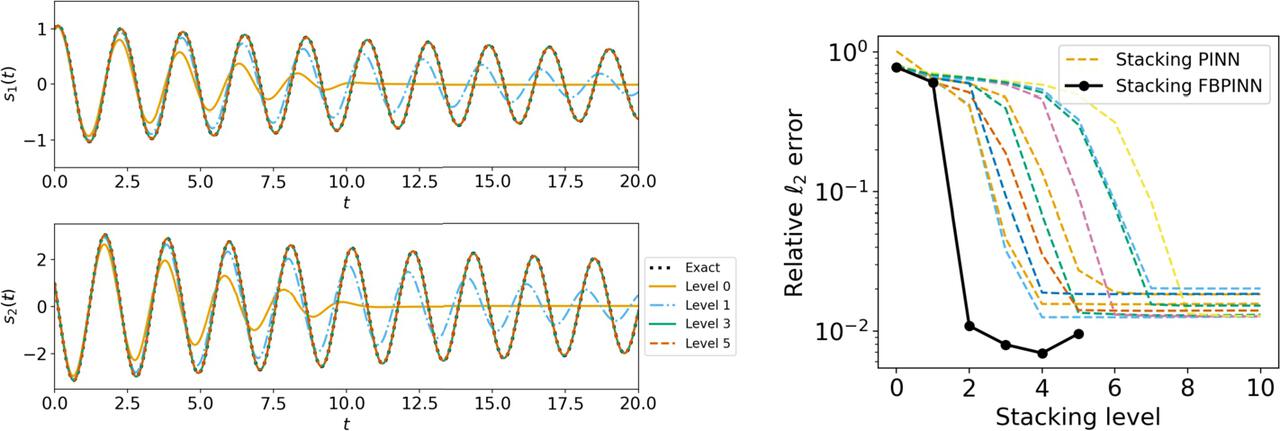 s₁(t)
1
0
−1
0.0 2.5 5.0 7.5 10.0 12.5 15.0 17.5 20.0
t
s₂(t)
2
0
−2
0.0 2.5 5.0 7.5 10.0 12.5 15.0 17.5 20.0
t
Exact
Level 0
Level 1
Level 3
Level 5
Relative ℓ₂ error
10⁰
10⁻¹
10⁻²
Stacking PINN
Stacking FBPINN
0 2 4 6 8 10
Stacking level